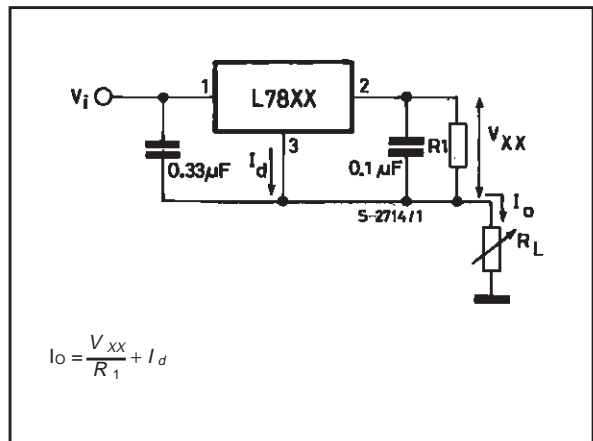 1 2
Vi L78XX
3
0.33µF Id 0.1µF R1 VXX
S-2714/1 Io
RL
IO = VXX / R1 + Id